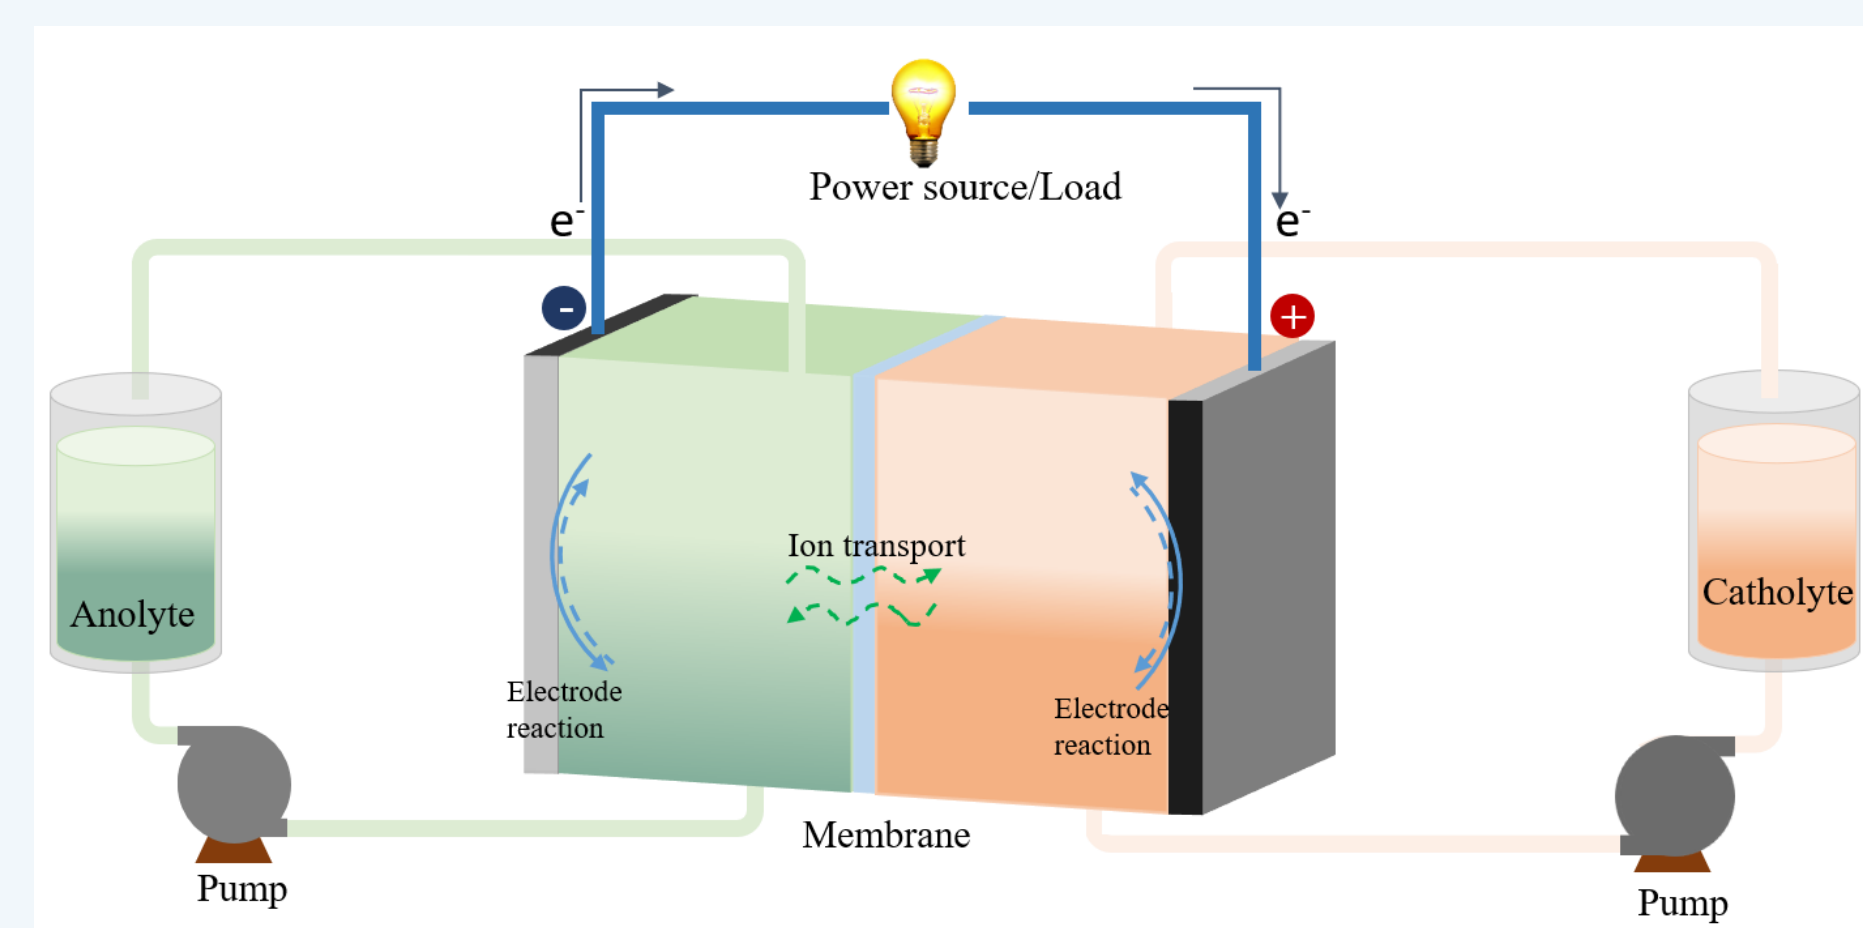 Power source/Load
e-
e-
-
+
Ion transport
Anolyte
Catholyte
Electrode
reaction
Electrode
reaction
Membrane
Pump
Pump